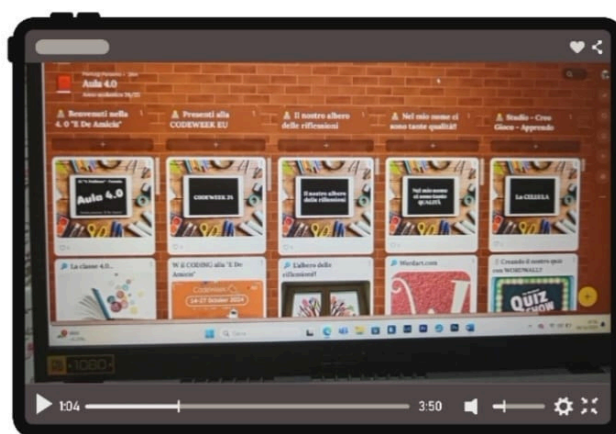 Aula 4.0
Benvenuti nella
4. 0 "E De Amicis"
Presenti alla
CODEWEEK EU
Il nostro albero
delle riflessioni
Nel mio nome ci
sono tante qualità!!
Studio - Creo
Gioco - Apprendo
Aula 4.0
CODEWEEK 24
Il nostro albero
delle riflessioni
Nel mio nome
ci sono tante
QUALITÀ
La CELLULA
La classe 4.0...
W il CODING alla "E De
Amicis"
L'albero delle
riflessioni!!
Wordart.com
Creando il nostro quiz
con WORDWALL!!
Codeweek
14-27 October 2024
QUIZ
SHOW
Cerca
1080
1:04
3:50